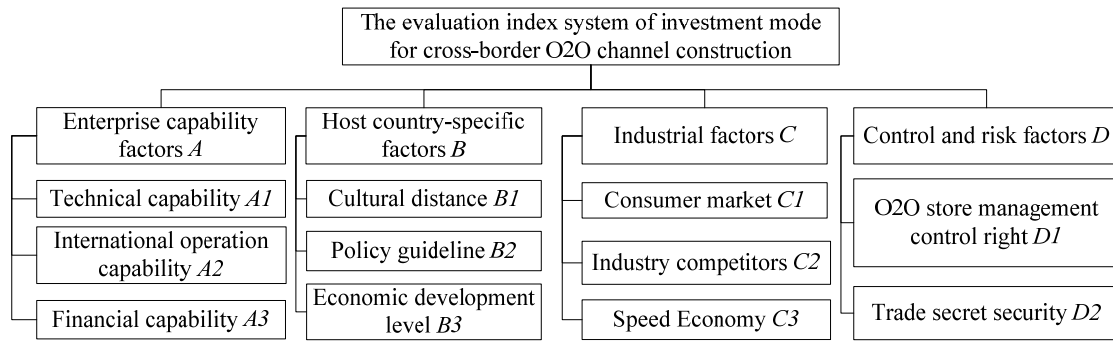 The evaluation index system of investment mode
for cross-border O2O channel construction
Enterprise capability
factors A
Technical capability A1
International operation
capability A2
Financial capability A3
Host country-specific
factors B
Cultural distance B1
Policy guideline B2
Economic development
level B3
Industrial factors C
Consumer market C1
Industry competitors C2
Speed Economy C3
Control and risk factors D
O2O store management
control right D1
Trade secret security D2